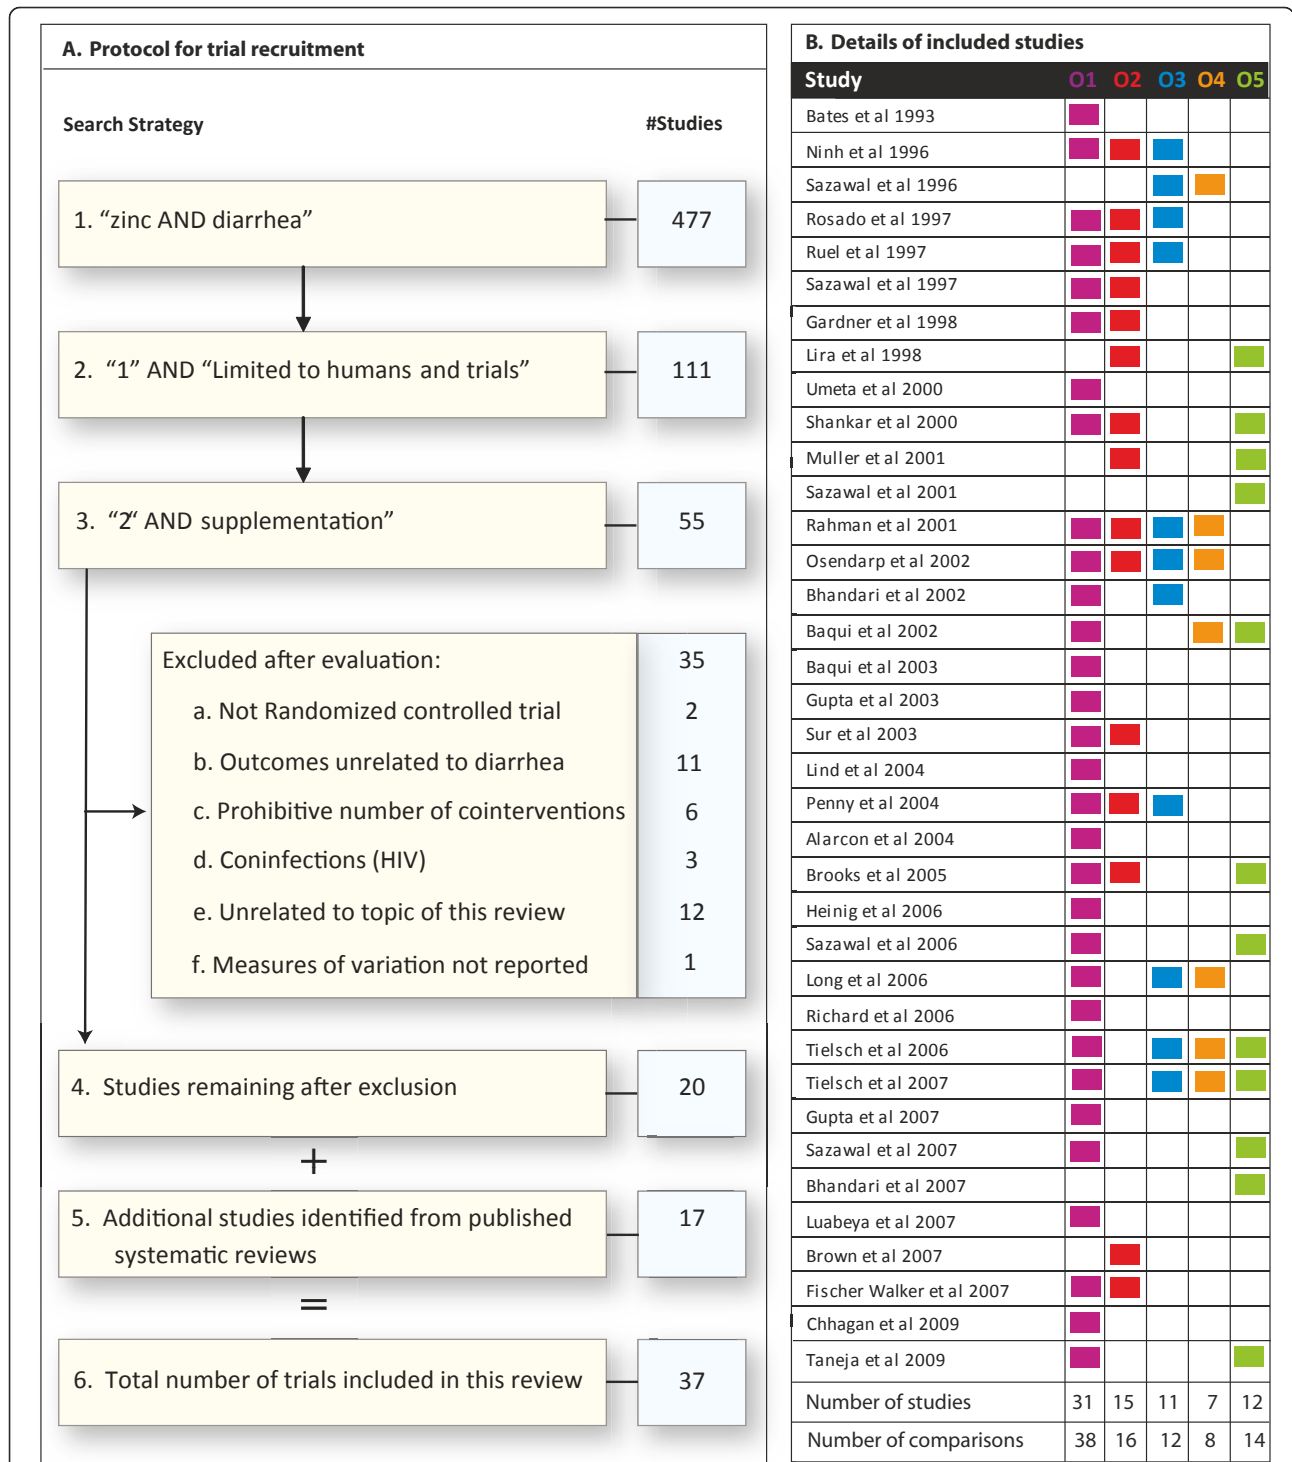 A. Protocol for trial recruitment
Search Strategy #Studies
1. “zinc AND diarrhea” 477
2. “1” AND “Limited to humans and trials” 111
3. “2“ AND supplementation” 55
Excluded after evaluation: 35
a. Not Randomized controlled trial 2
b. Outcomes unrelated to diarrhea 11
c. Prohibitive number of cointerventions 6
d. Coninfections (HIV) 3
e. Unrelated to topic of this review 12
f. Measures of variation not reported 1
4. Studies remaining after exclusion 20
+
5. Additional studies identified from published 17
systematic reviews
=
6. Total number of trials included in this review 37
B. Details of included studies
Study O1 O2 O3 O4 O5
Bates et al 1993
Ninh et al 1996
Sazawal et al 1996
Rosado et al 1997
Ruel et al 1997
Sazawal et al 1997
Gardner et al 1998
Lira et al 1998
Umeta et al 2000
Shankar et al 2000
Muller et al 2001
Sazawal et al 2001
Rahman et al 2001
Osendarp et al 2002
Bhandari et al 2002
Baqui et al 2002
Baqui et al 2003
Gupta et al 2003
Sur et al 2003
Lind et al 2004
Penny et al 2004
Alarcon et al 2004
Brooks et al 2005
Heinig et al 2006
Sazawal et al 2006
Long et al 2006
Richard et al 2006
Tielsch et al 2006
Tielsch et al 2007
Gupta et al 2007
Sazawal et al 2007
Bhandari et al 2007
Luabeya et al 2007
Brown et al 2007
Fischer Walker et al 2007
Chhagan et al 2009
Taneja et al 2009
Number of studies 31 15 11 7 12
Number of comparisons 38 16 12 8 14